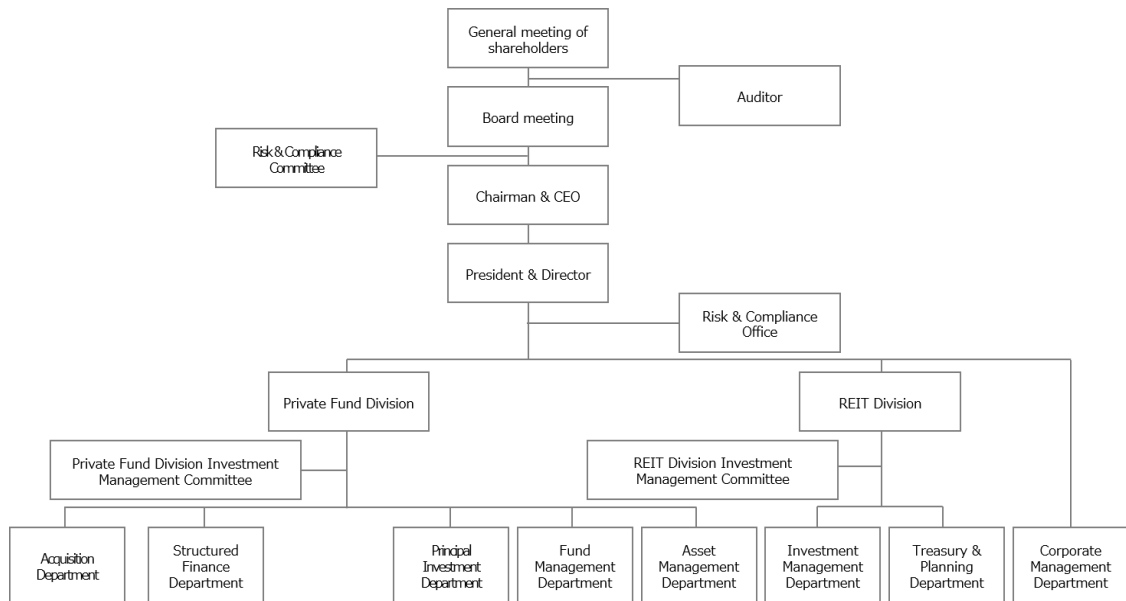 General meeting of
shareholders
Auditor
Board meeting
Risk & Compliance
Committee
Chairman & CEO
President & Director
Risk & Compliance
Office
Private Fund Division
REIT Division
Private Fund Division Investment
Management Committee
REIT Division Investment
Management Committee
Acquisition
Department
Structured
Finance
Department
Principal
Investment
Department
Fund
Management
Department
Asset
Management
Department
Investment
Management
Department
Treasury &
Planning
Department
Corporate
Management
Department